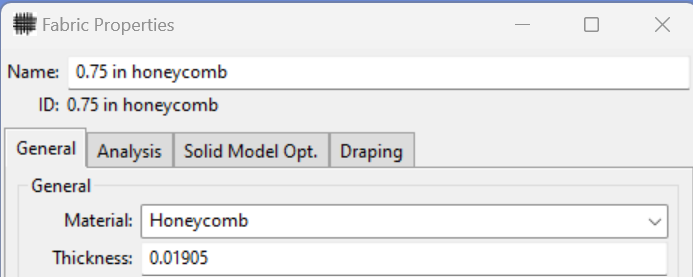 Fabric Properties
Name: 0.75 in honeycomb
ID: 0.75 in honeycomb
General Analysis Solid Model Opt. Draping
General
Material: Honeycomb
Thickness: 0.01905